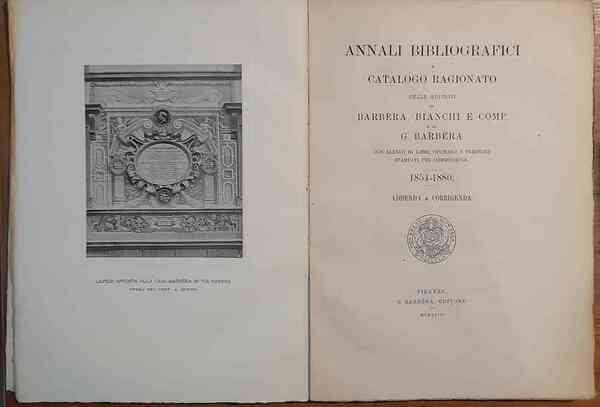 LAPIDE APPOSTA ALLA CASA BARBÈRA IN VIA FAENZA
ANNALI BIBLIOGRAFICI
E
CATALOGO RAGIONATO
DELLE EDIZIONI
DI
BARBÈRA, BIANCHI E COMP.
E DI
G. BARBÈRA
CON ELENCO DI LIBRI, OPUSCOLI E PERIODICI
STAMPATI PER COMMISSIONE
1854-1880.
ADDENDA & CORRIGENDA
FIRENZE,
G. BARBÈRA, EDITORE